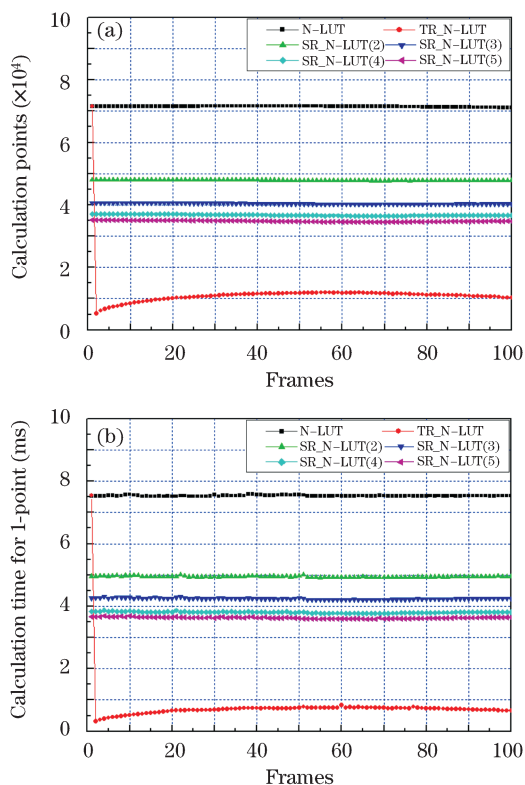 (a)
N-LUT TR_N-LUT
SR_N-LUT(2) SR_N-LUT(3)
SR_N-LUT(4) SR_N-LUT(5)
Calculation points (×10⁴)
10
8
6
4
2
0
0 20 40 60 80 100
Frames
(b)
N-LUT TR_N-LUT
SR_N-LUT(2) SR_N-LUT(3)
SR_N-LUT(4) SR_N-LUT(5)
Calculation time for 1-point (ms)
10
8
6
4
2
0
0 20 40 60 80 100
Frames